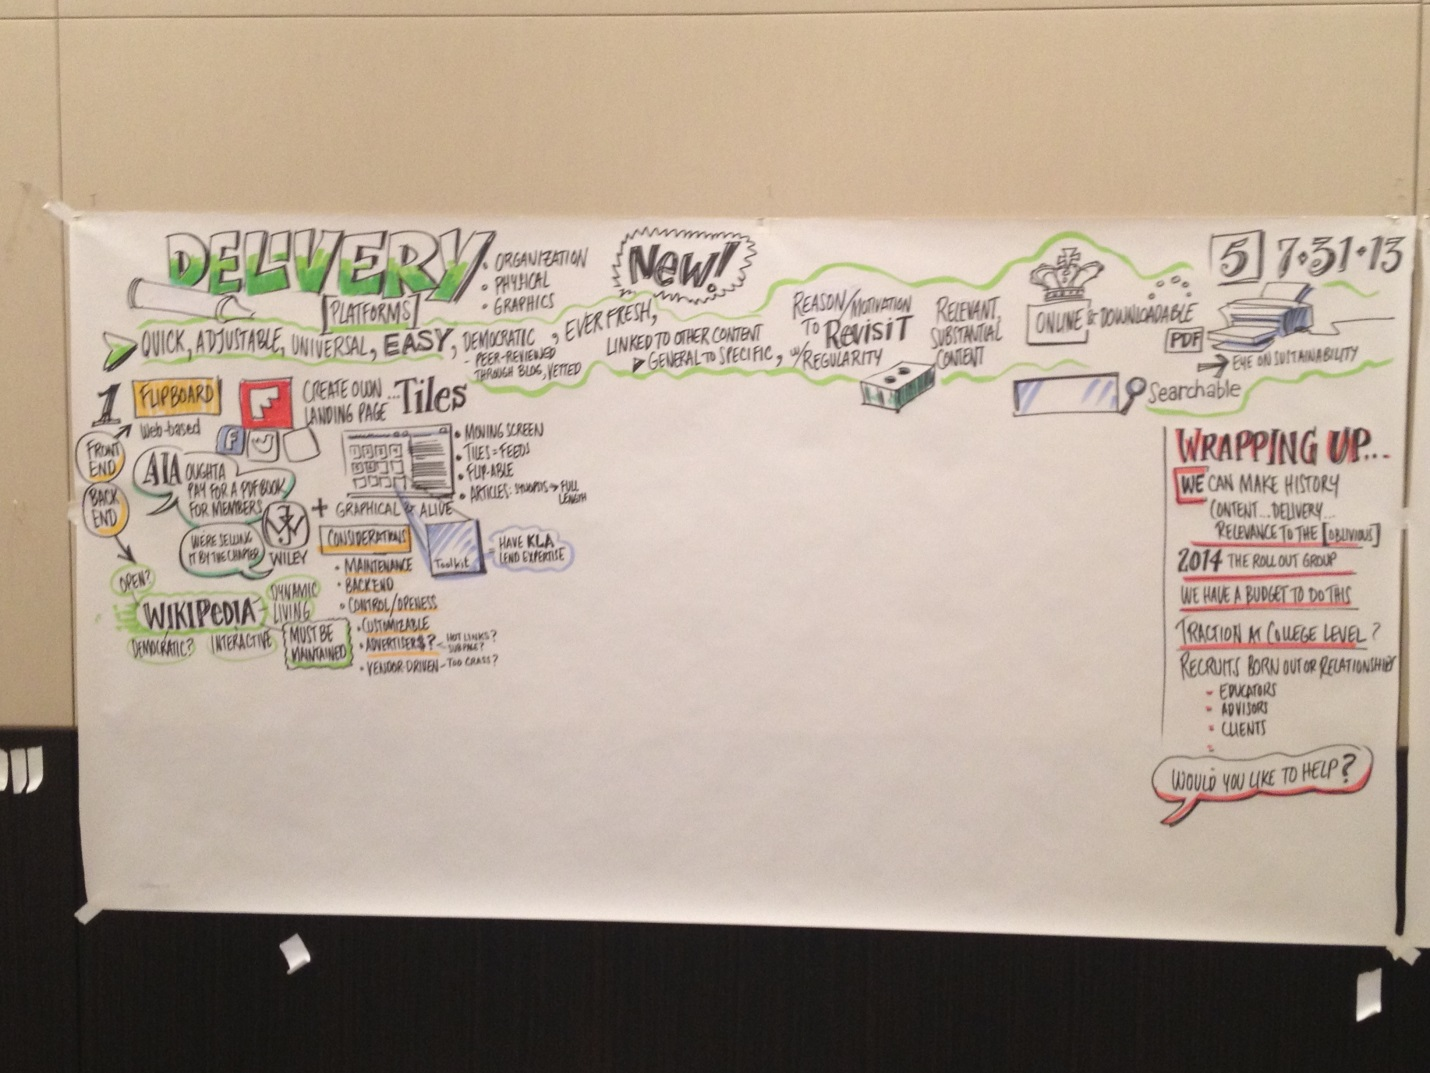 DELIVERY
[PLATFORMS]
• ORGANIZATION
• PHYSICAL
• GRAPHICS
NEW!
5 7•31•13
QUICK, ADJUSTABLE, UNIVERSAL, EASY, DEMOCRATIC, EVER FRESH,
- PEER-REVIEWED
THROUGH BLOG, VETTED
LINKED TO OTHER CONTENT
GENERAL TO SPECIFIC,
REASON/MOTIVATION
TO REVISIT
W/REGULARITY
RELEVANT,
SUBSTANTIAL
CONTENT
ONLINE & DOWNLOADABLE
PDF
→ EYE ON SUSTAINABILITY
Searchable
1 FLIPBOARD
Web-based
F
CREATE OWN ... Tiles
LANDING PAGE
F
• MOVING SCREEN
• TILES = FEEDS
• FLIP-ABLE
• ARTICLES: SYNOPSIS → FULL
LENGTH
+ GRAPHICAL & ALIVE
FRONT
END
BACK
END
AIA OUGHTA
PAY FOR A PDF BOOK
FOR MEMBERS
WE'RE SELLING
IT BY THE CHAPTER
W
WILEY
CONSIDERATIONS
• MAINTENANCE
• BACKEND
• CONTROL/OPENESS
• CUSTOMIZABLE
• ADVERTISER$? - HOT LINKS?
SUBPAGE?
• VENDOR-DRIVEN - TOO CRASS?
Toolkit
= HAVE KLA
LEND EXPERTISE
OPEN?
WIKIPEDIA
DYNAMIC
LIVING
DEMOCRATIC?
INTERACTIVE
MUST BE
MAINTAINED
WRAPPING UP...
WE CAN MAKE HISTORY
CONTENT... DELIVERY...
RELEVANCE TO THE [OBLIVIOUS]
2014 THE ROLL OUT GROUP
WE HAVE A BUDGET TO DO THIS
TRACTION AT COLLEGE LEVEL?
RECRUITS BORN OUT OF RELATIONSHIPS
- EDUCATORS
- ADVISORS
- CLIENTS
-
WOULD YOU LIKE TO HELP?